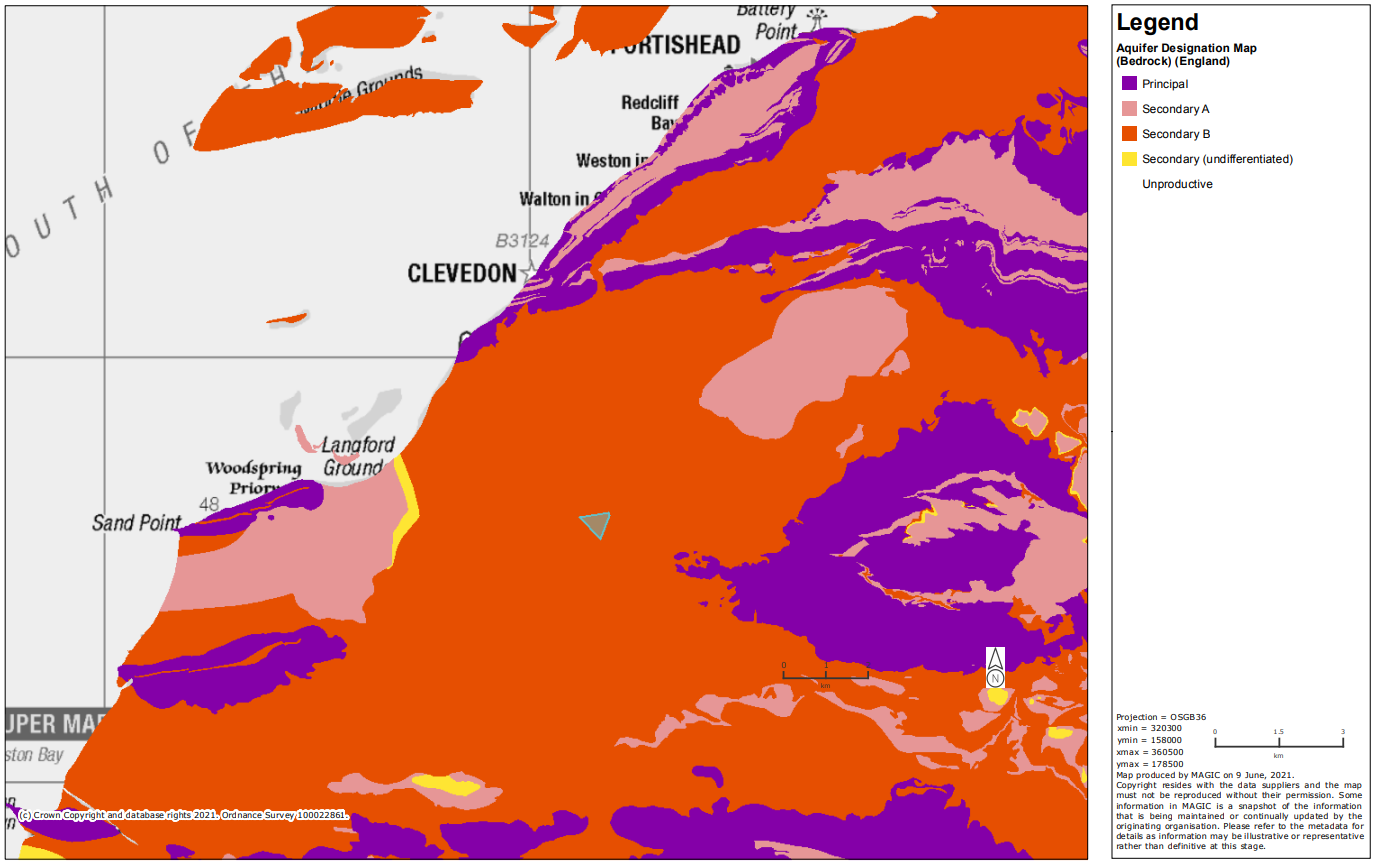 Battery
Point
PORTISHEAD
Grounds
Redcliff
Bay
Weston in
Walton in
OUTH OF
H
B3124
CLEVEDON
Langford
Ground
Woodspring
Priory
48
Sand Point
0
km
N
UPER MAR
ston Bay
(c) Crown Copyright and database rights 2021. Ordnance Survey 100022861.
Legend
Aquifer Designation Map
(Bedrock) (England)
Principal
Secondary A
Secondary B
Secondary (undifferentiated)
Unproductive
Projection = OSGB36
xmin = 320300
ymin = 158000
xmax = 360500
ymax = 178500
0 1.5 3
km
Map produced by MAGIC on 9 June, 2021.
Copyright resides with the data suppliers and the map
must not be reproduced without their permission. Some
information in MAGIC is a snapshot of the information
that is being maintained or continually updated by the
originating organisation. Please refer to the metadata for
details as information may be illustrative or representative
rather than definitive at this stage.